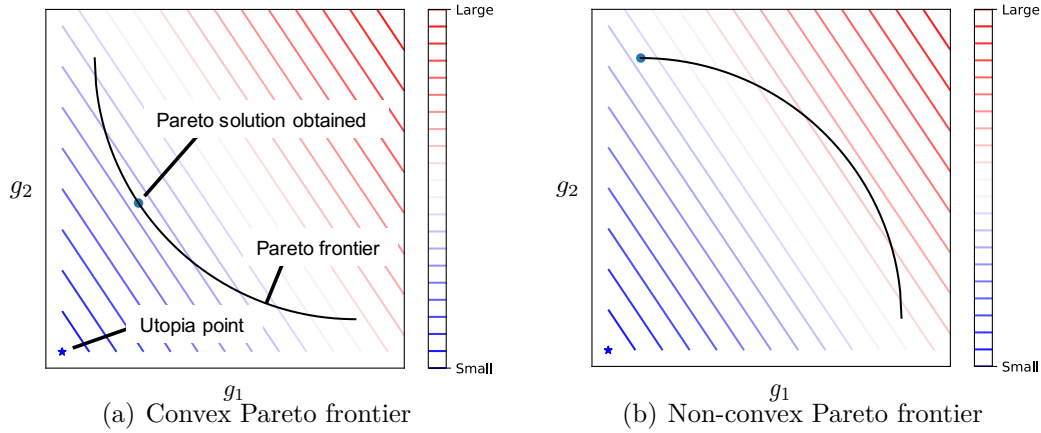 Large
Large
g₂
Pareto solution obtained
Pareto frontier
Utopia point
Small
g₂
Small
g₁
g₁
(a) Convex Pareto frontier
(b) Non-convex Pareto frontier